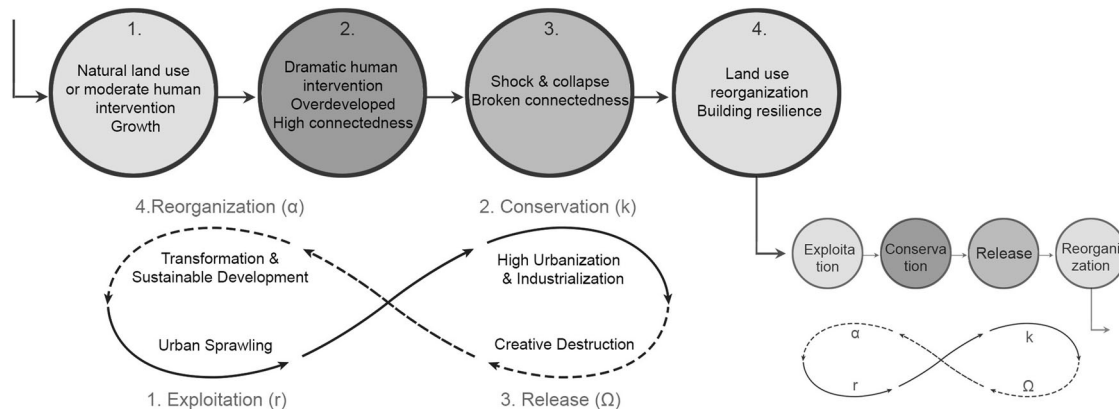 1.
Natural land use
or moderate human
intervention
Growth
2.
Dramatic human
intervention
Overdeveloped
High connectedness
3.
Shock & collapse
Broken connectedness
4.
Land use
reorganization
Building resilience
4.Reorganization (α)
2. Conservation (k)
Transformation &
Sustainable Development
High Urbanization
& Industrialization
Urban Sprawling
Creative Destruction
1. Exploitation (r)
3. Release (Ω)
Exploita
tion
Conserva
tion
Release
Reorgani
zation
α
k
r
Ω